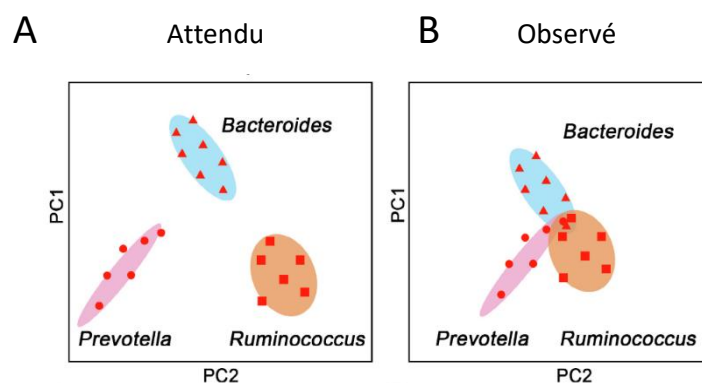 A Attendu
Bacteroides
PC1
Prevotella Ruminococcus
PC2
B Observé
Bacteroides
PC1
Prevotella Ruminococcus
PC2